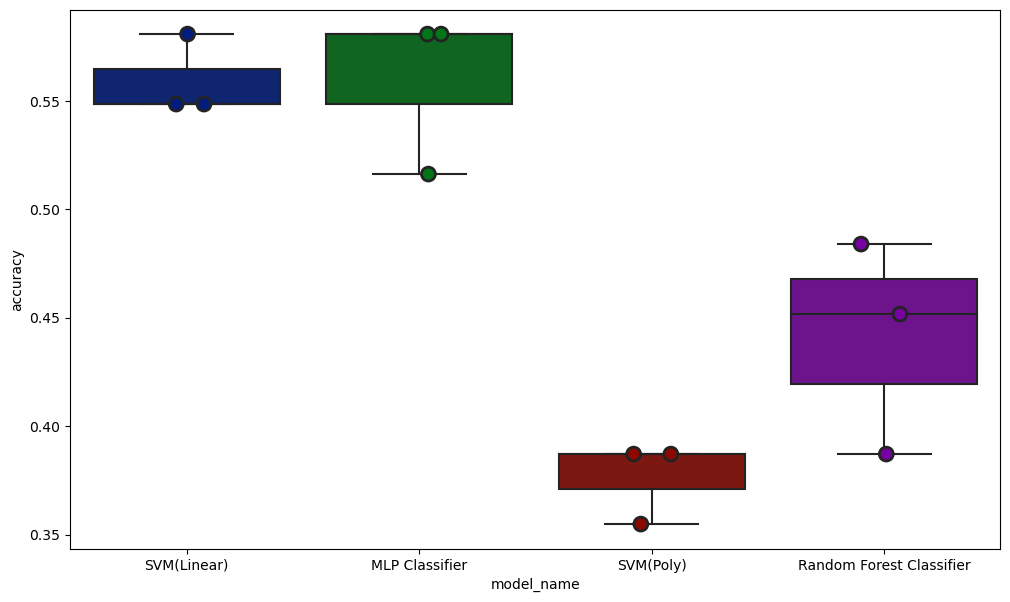 accuracy
0.55
0.50
0.45
0.40
0.35
SVM(Linear)
MLP Classifier
SVM(Poly)
Random Forest Classifier
model_name